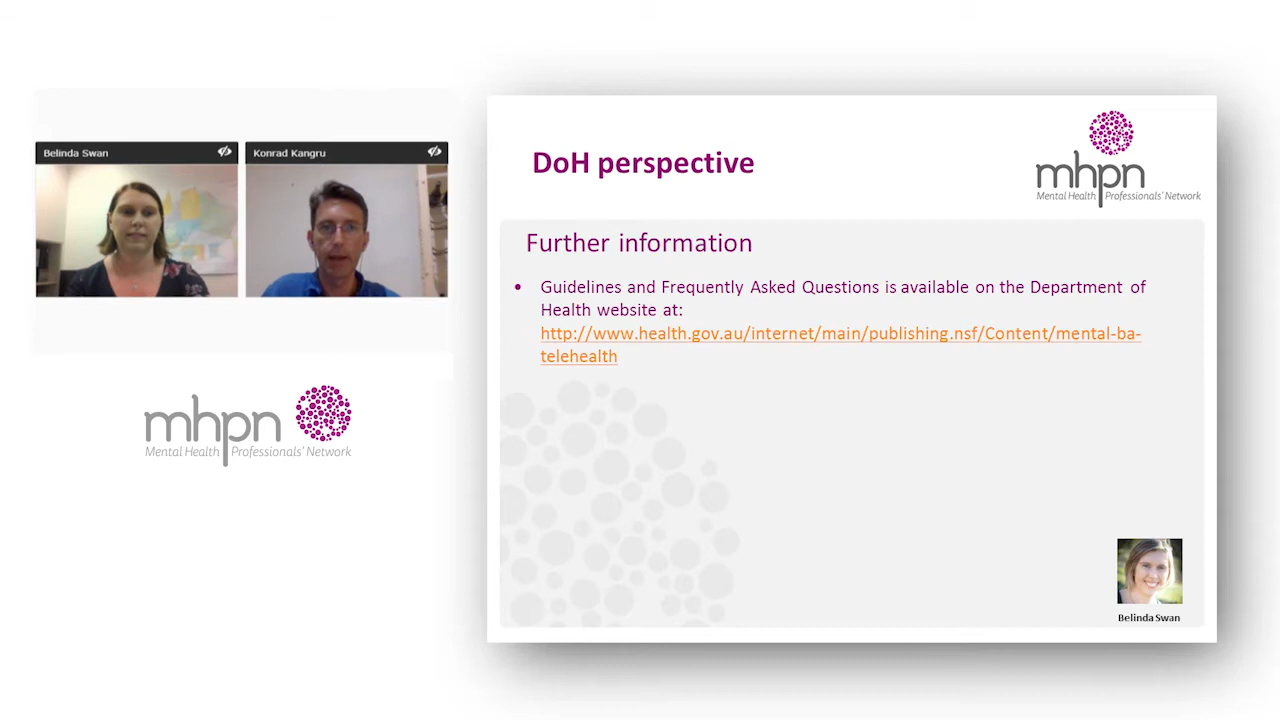 Belinda Swan
Konrad Kangru
mhpn
Mental Health Professionals' Network
DoH perspective
mhpn
Mental Health Professionals' Network
Further information
• Guidelines and Frequently Asked Questions is available on the Department of
Health website at:
http://www.health.gov.au/internet/main/publishing.nsf/Content/mental-ba-
telehealth
Belinda Swan